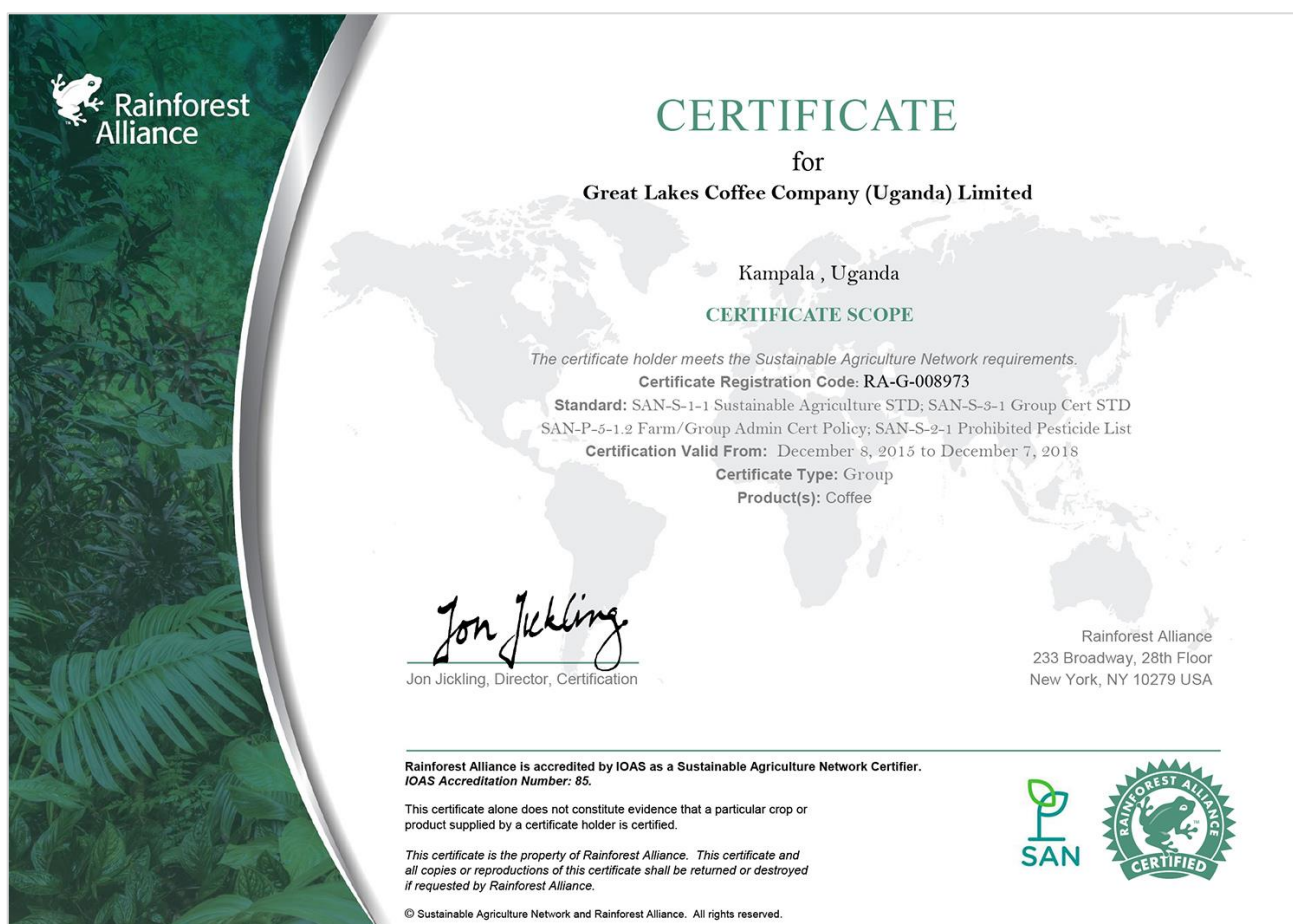 Rainforest
Alliance
CERTIFICATE
for
Great Lakes Coffee Company (Uganda) Limited
Kampala , Uganda
CERTIFICATE SCOPE
The certificate holder meets the Sustainable Agriculture Network requirements.
Certificate Registration Code: RA-G-008973
Standard: SAN-S-1-1 Sustainable Agriculture STD; SAN-S-3-1 Group Cert STD
SAN-P-5-1.2 Farm/Group Admin Cert Policy; SAN-S-2-1 Prohibited Pesticide List
Certification Valid From: December 8, 2015 to December 7, 2018
Certificate Type: Group
Product(s): Coffee
Jon Jickling
Jon Jickling, Director, Certification
Rainforest Alliance
233 Broadway, 28th Floor
New York, NY 10279 USA
Rainforest Alliance is accredited by IOAS as a Sustainable Agriculture Network Certifier.
IOAS Accreditation Number: 85.
This certificate alone does not constitute evidence that a particular crop or
product supplied by a certificate holder is certified.
This certificate is the property of Rainforest Alliance. This certificate and
all copies or reproductions of this certificate shall be returned or destroyed
if requested by Rainforest Alliance.
© Sustainable Agriculture Network and Rainforest Alliance. All rights reserved.
SAN
RAINFOREST ALLIANCE
CERTIFIED